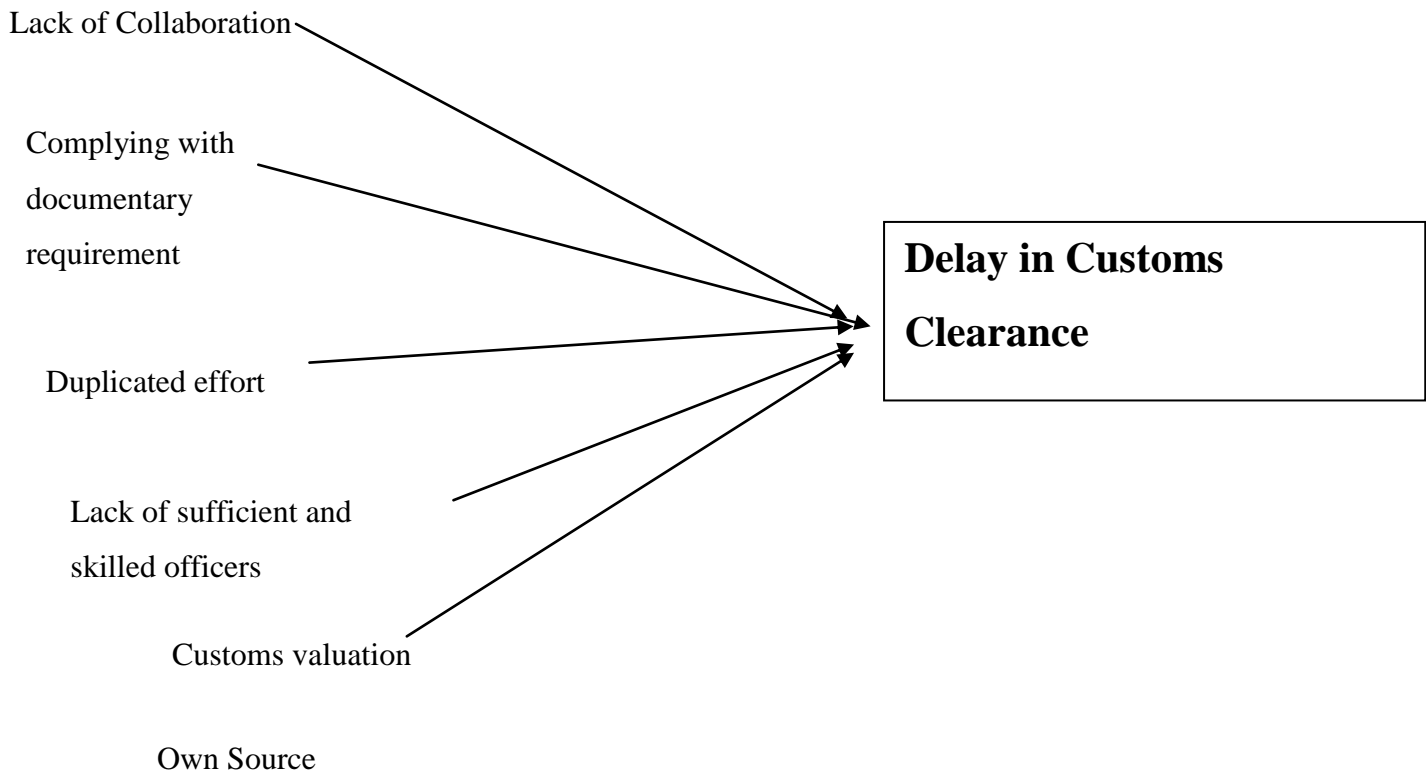 Lack of Collaboration
Complying with
documentary
requirement
Delay in Customs
Clearance
Duplicated effort
Lack of sufficient and
skilled officers
Customs valuation
Own Source